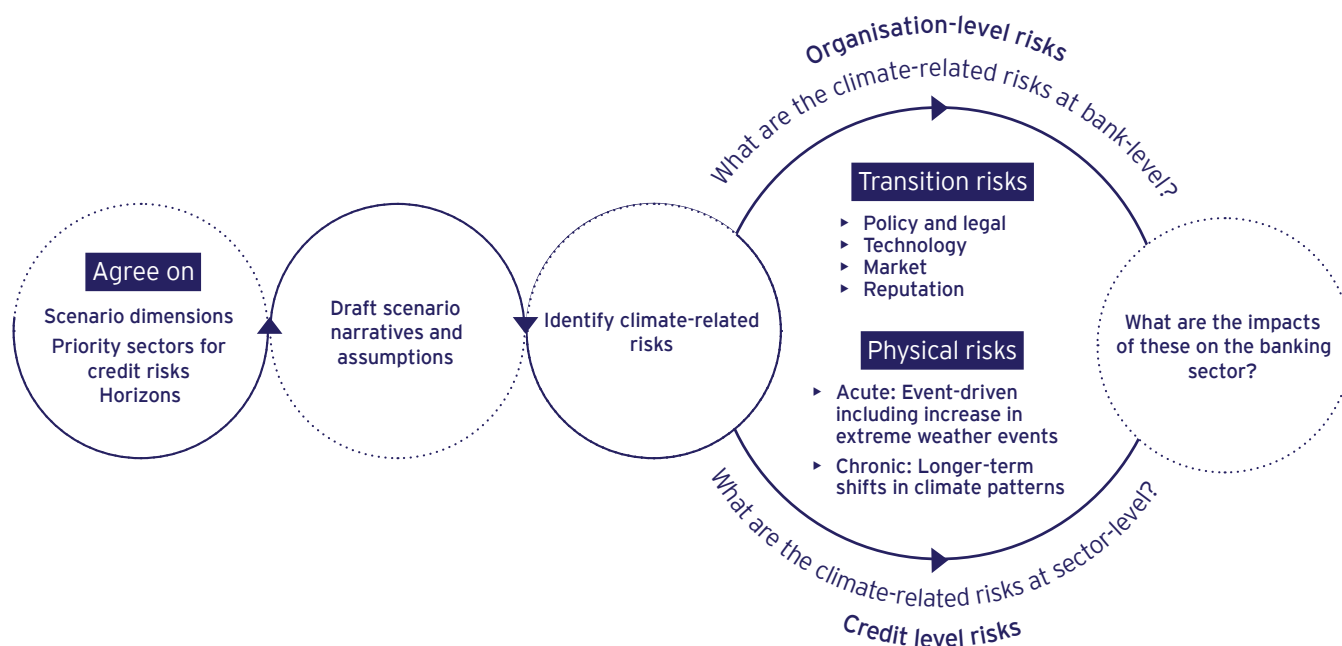 Agree on
Scenario dimensions
Priority sectors for
credit risks
Horizons
Draft scenario
narratives and
assumptions
Identify climate-related
risks
Organisation-level risks
What are the climate-related risks at bank-level?
Transition risks
Policy and legal
Technology
Market
Reputation
Physical risks
Acute: Event-driven
including increase in
extreme weather events
Chronic: Longer-term
shifts in climate patterns
What are the climate-related risks at sector-level?
Credit level risks
What are the impacts
of these on the banking
sector?